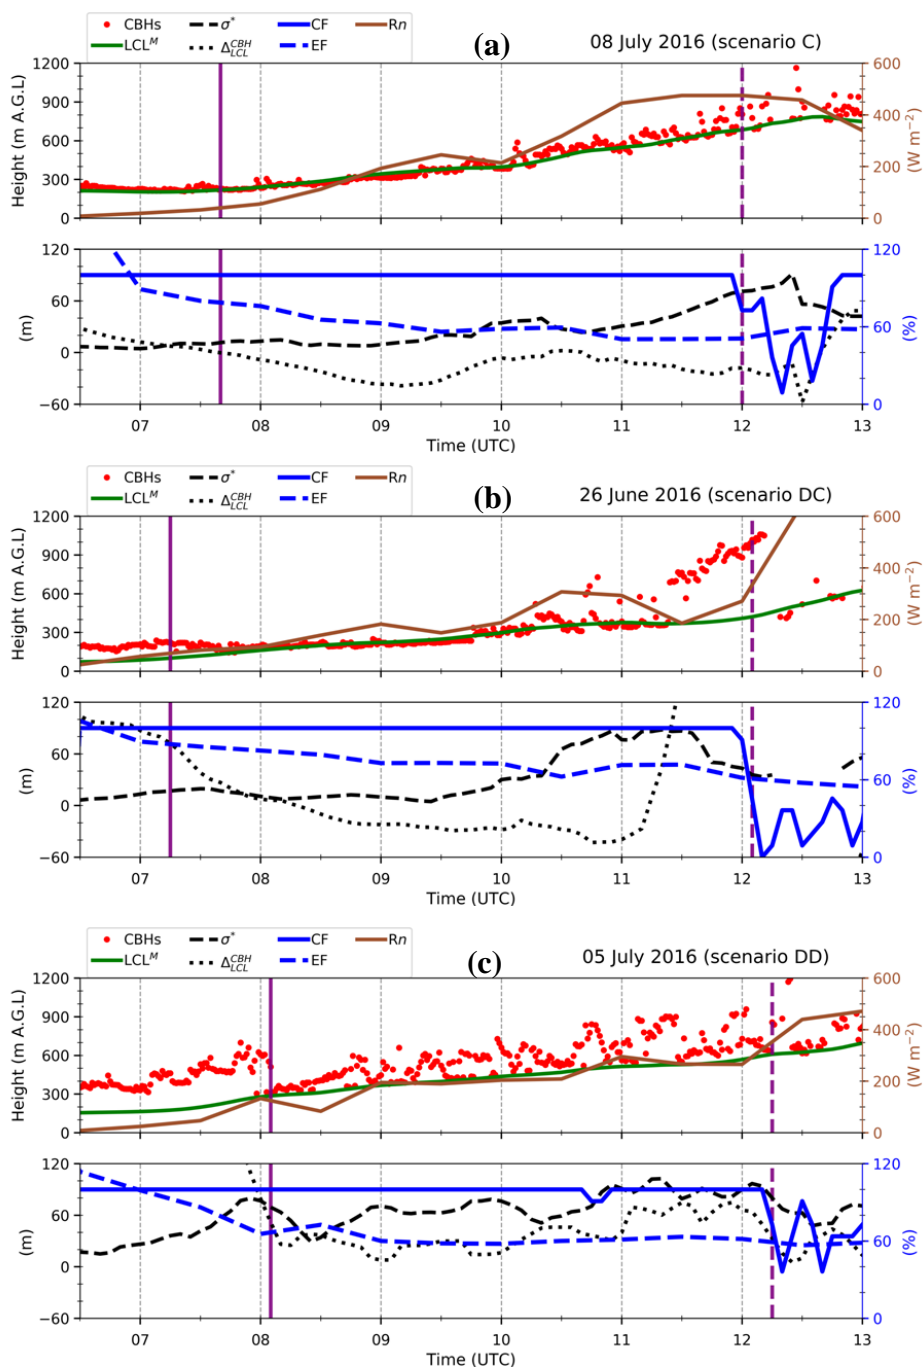 CBHs σ* CF Rn
LCL^M Δ^CBH_LCL EF
(a) 08 July 2016 (scenario C)
Height (m A.G.L)
1200
900
600
300
0
600
400
200
0
(W m⁻²)
(m)
120
60
0
−60
120
60
0
(%)
07 08 09 10 11 12 13
Time (UTC)
CBHs σ* CF Rn
LCL^M Δ^CBH_LCL EF
(b) 26 June 2016 (scenario DC)
Height (m A.G.L)
1200
900
600
300
0
600
400
200
0
(W m⁻²)
(m)
120
60
0
−60
120
60
0
(%)
07 08 09 10 11 12 13
Time (UTC)
CBHs σ* CF Rn
LCL^M Δ^CBH_LCL EF
(c) 05 July 2016 (scenario DD)
Height (m A.G.L)
1200
900
600
300
0
600
400
200
0
(W m⁻²)
(m)
120
60
0
−60
120
60
0
(%)
07 08 09 10 11 12 13
Time (UTC)